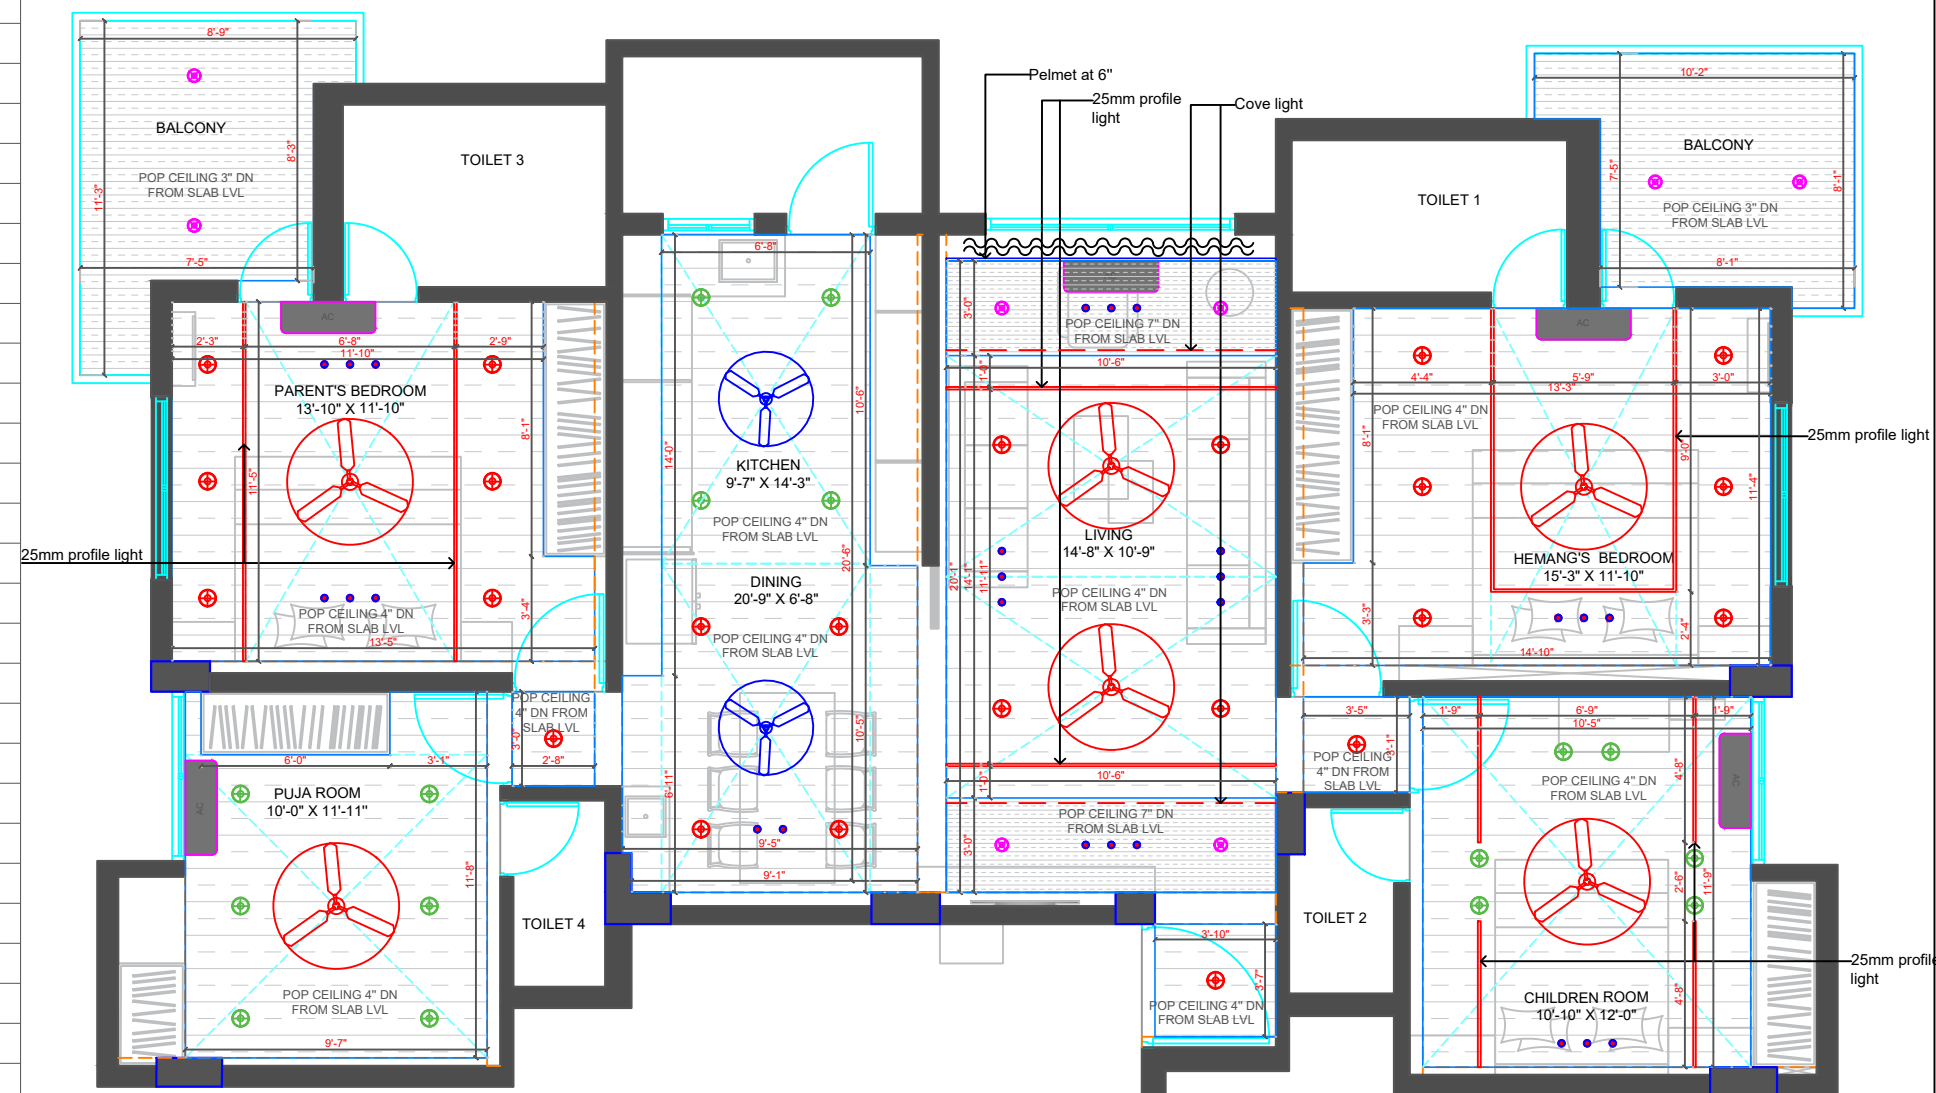 8'-9"
BALCONY
8'-3"
POP CEILING 3" DN
FROM SLAB LVL
11'-3"
7'-5"
TOILET 3
Pelmet at 6"
25mm profile
light
Cove light
TOILET 1
10'-2"
BALCONY
7'-5"
8'-1"
POP CEILING 3" DN
FROM SLAB LVL
8'-1"
AC
2'-3"
6'-8"
2'-9"
11'-10"
PARENT'S BEDROOM
13'-10" X 11'-10"
8'-1"
11'-5"
25mm profile light
POP CEILING 4" DN
FROM SLAB LVL
3'-4"
13'-5"
6'-8"
10'-6"
14'-0"
KITCHEN
9'-7" X 14'-3"
POP CEILING 4" DN
FROM SLAB LVL
20'-6"
DINING
20'-9" X 6'-8"
POP CEILING 4" DN
FROM SLAB LVL
10'-5"
6'-11"
9'-5"
9'-1"
3'-0"
POP CEILING 7" DN
FROM SLAB LVL
10'-6"
1'-0"
LIVING
14'-8" X 10'-9"
20'-1"
14'-1"
11'-11"
POP CEILING 4" DN
FROM SLAB LVL
10'-6"
1'-0"
POP CEILING 7" DN
FROM SLAB LVL
3'-0"
AC
4'-4"
5'-9"
3'-0"
13'-3"
POP CEILING 4" DN
FROM SLAB LVL
8'-1"
9'-0"
25mm profile light
11'-4"
HEMANG'S BEDROOM
15'-3" X 11'-10"
3'-3"
2'-4"
14'-10"
POP CEILING
4" DN FROM
SLAB LVL
3'-0"
2'-8"
6'-0"
3'-1"
AC
PUJA ROOM
10'-0" X 11'-11"
11'-8"
POP CEILING 4" DN
FROM SLAB LVL
9'-7"
TOILET 4
3'-10"
3'-7"
POP CEILING 4" DN
FROM SLAB LVL
3'-5"
3'-1"
POP CEILING
4" DN FROM
SLAB LVL
TOILET 2
1'-9"
6'-9"
1'-9"
10'-5"
4'-8"
AC
POP CEILING 4" DN
FROM SLAB LVL
2'-6"
11'-9"
25mm profile
light
4'-8"
CHILDREN ROOM
10'-10" X 12'-0"